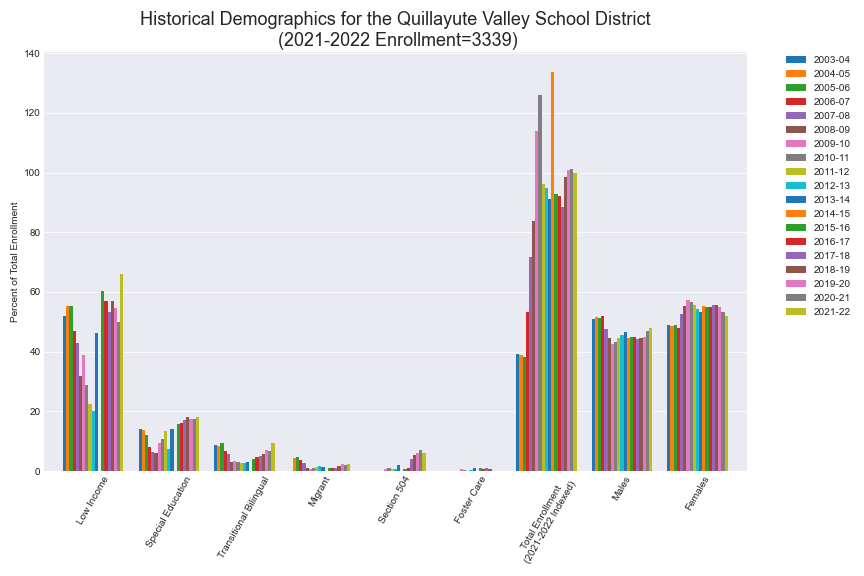 Historical Demographics for the Quillayute Valley School District
(2021-2022 Enrollment=3339)
140
120
100
80
60
40
20
0
Percent of Total Enrollment
Low Income
Special Education
Transitional Bilingual
Migrant
Section 504
Foster Care
Total Enrollment
(2021-2022 Indexed)
Males
Females
2003-04
2004-05
2005-06
2006-07
2007-08
2008-09
2009-10
2010-11
2011-12
2012-13
2013-14
2014-15
2015-16
2016-17
2017-18
2018-19
2019-20
2020-21
2021-22